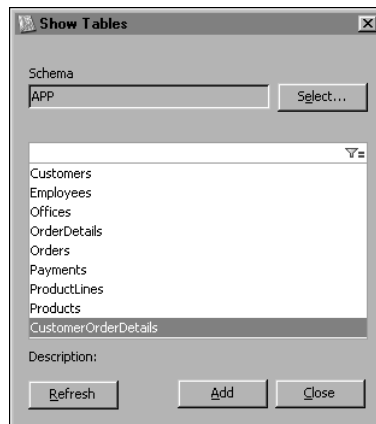 Show Tables
Schema
APP
Select...
Customers
Employees
Offices
OrderDetails
Orders
Payments
ProductLines
Products
CustomerOrderDetails
Description:
Refresh Add Close